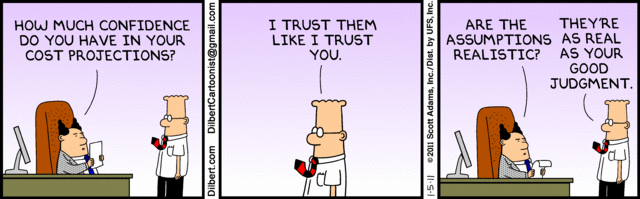 HOW MUCH CONFIDENCE
DO YOU HAVE IN YOUR
COST PROJECTIONS?
Dilbert.com DilbertCartoonist@gmail.com
I TRUST THEM
LIKE I TRUST
YOU.
1-5-11 ©2011 Scott Adams, Inc./Dist. by UFS, Inc.
ARE THE
ASSUMPTIONS
REALISTIC?
THEY'RE
AS REAL
AS YOUR
GOOD
JUDGMENT.